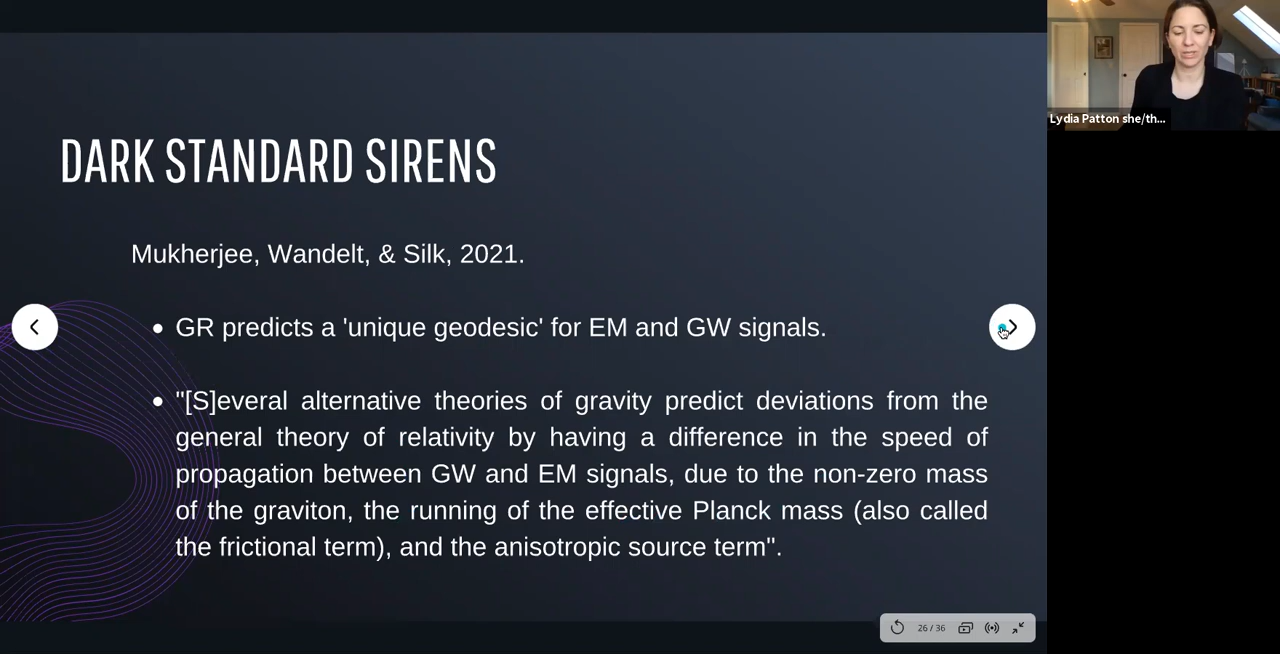 DARK STANDARD SIRENS
Mukherjee, Wandelt, & Silk, 2021.
• GR predicts a 'unique geodesic' for EM and GW signals.
• "[S]everal alternative theories of gravity predict deviations from the
general theory of relativity by having a difference in the speed of
propagation between GW and EM signals, due to the non-zero mass
of the graviton, the running of the effective Planck mass (also called
the frictional term), and the anisotropic source term".
26 / 36
Lydia Patton she/th...